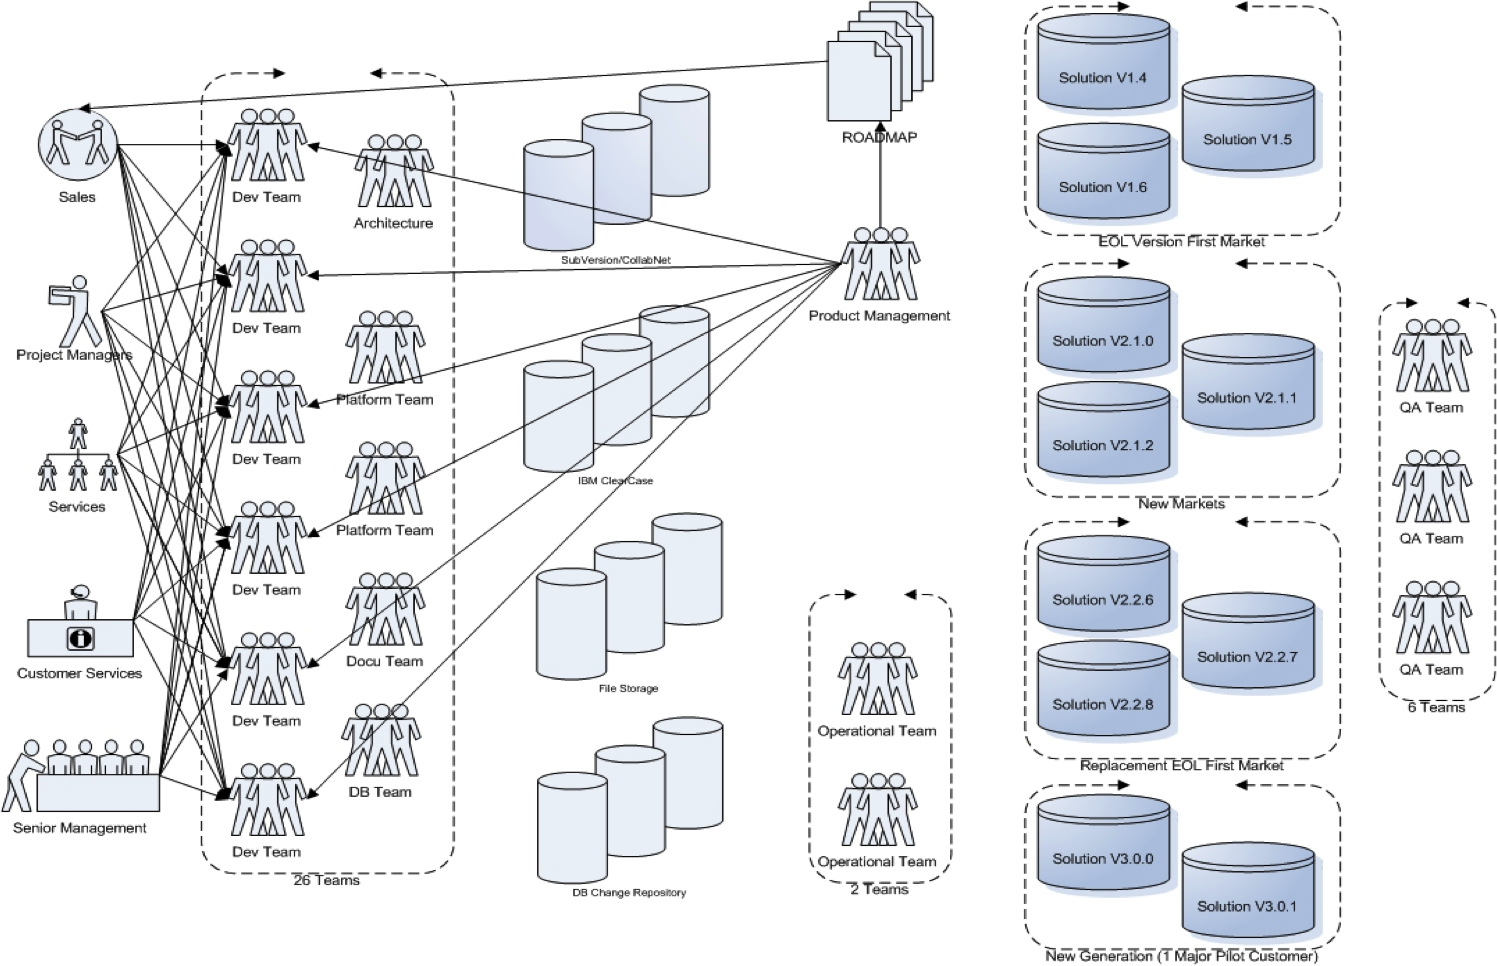 Sales
Project Managers
Services
Customer Services
Senior Management
Dev Team
Dev Team
Dev Team
Dev Team
Dev Team
Dev Team
Architecture
Platform Team
Platform Team
Docu Team
DB Team
26 Teams
SubVersion/CollabNet
IBM ClearCase
File Storage
DB Change Repository
ROADMAP
Product Management
Operational Team
Operational Team
2 Teams
Solution V1.4
Solution V1.5
Solution V1.6
EOL Version First Market
Solution V2.1.0
Solution V2.1.1
Solution V2.1.2
New Markets
Solution V2.2.6
Solution V2.2.7
Solution V2.2.8
Replacement EOL First Market
Solution V3.0.0
Solution V3.0.1
New Generation (1 Major Pilot Customer)
QA Team
QA Team
QA Team
6 Teams